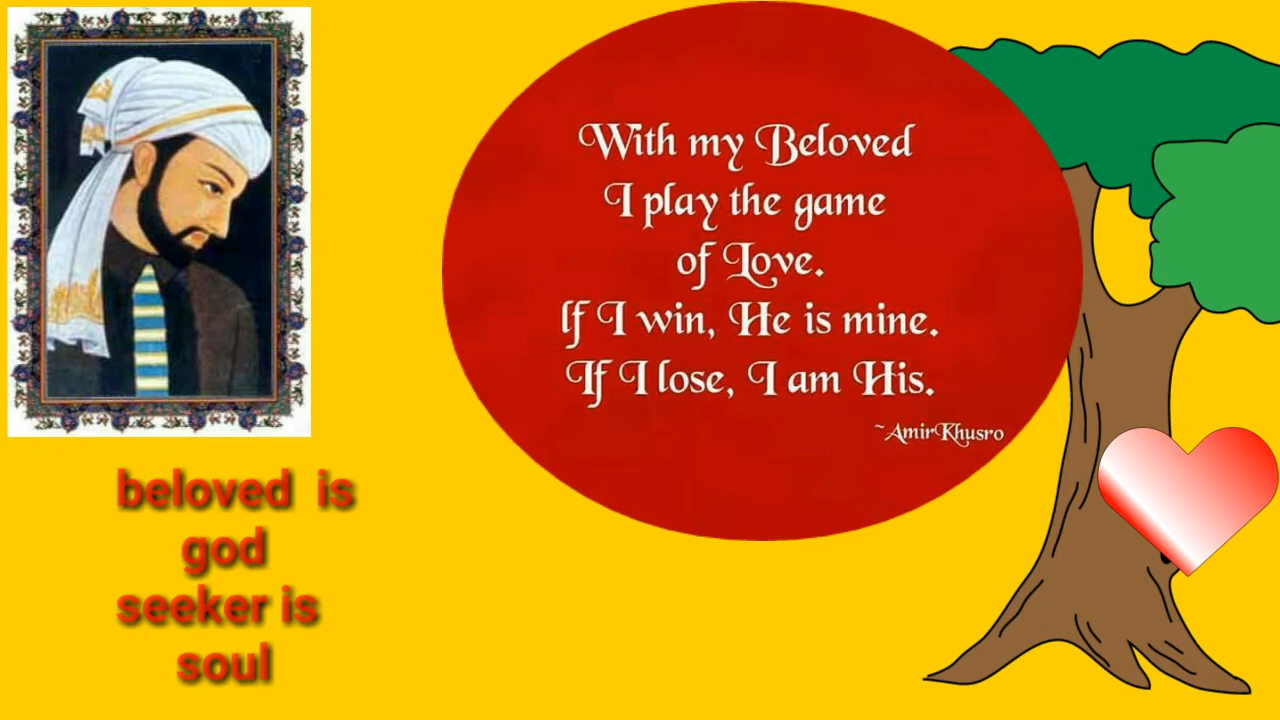 With my Beloved
I play the game
of Love.
If I win, He is mine.
If I lose, I am His.
~AmirKhusro
beloved is
god
seeker is
soul